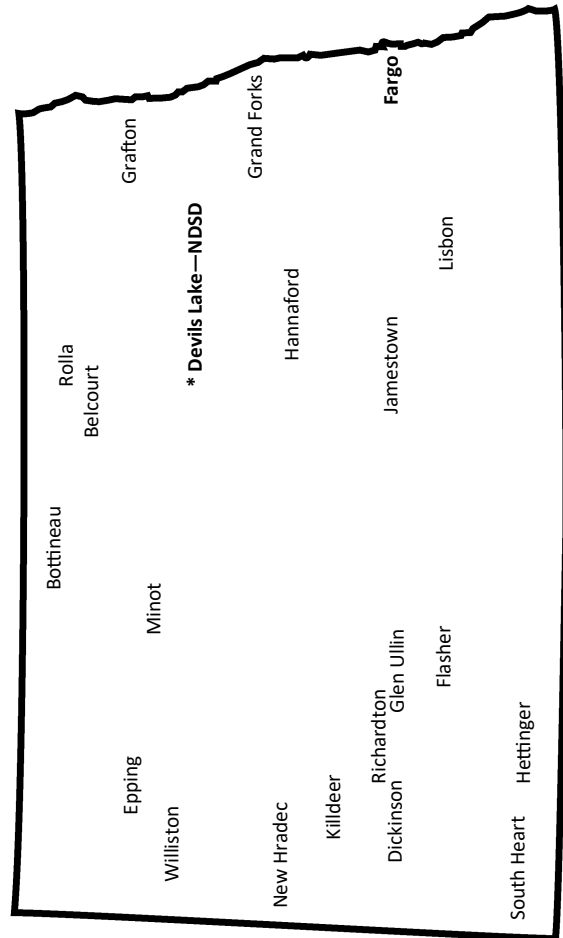 Rolla
Bottineau
Belcourt
Grafton
Epping
Minot
Williston
* Devils Lake—NDSD
Grand Forks
New Hradec
Hannaford
Killdeer
Richardton
Dickinson
Glen Ullin
Jamestown
Fargo
Flasher
Lisbon
South Heart
Hettinger